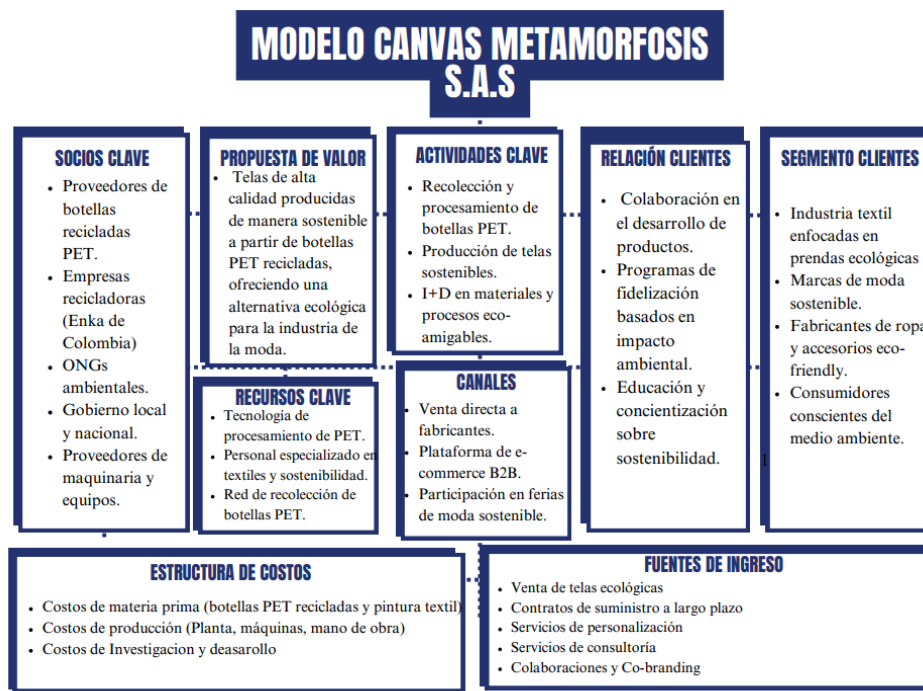 MODELO CANVAS METAMORFOSIS
S.A.S
SOCIOS CLAVE
• Proveedores de
botellas
recicladas
PET.
• Empresas
recicladoras
(Enka de
Colombia)
• ONGs
ambientales.
• Gobierno local
y nacional.
• Proveedores de
maquinaria y
equipos.
PROPUESTA DE VALOR
• Telas de alta
calidad producidas
de manera sostenible
a partir de botellas
PET recicladas,
ofreciendo una
alternativa ecológica
para la industria de
la moda.
RECURSOS CLAVE
• Tecnología de
procesamiento de PET.
• Personal especializado en
textiles y sostenibilidad.
• Red de recolección de
botellas PET.
ACTIVIDADES CLAVE
• Recolección y
procesamiento de
botellas PET.
• Producción de telas
sostenibles.
• I+D en materiales y
procesos eco-
amigables.
CANALES
• Venta directa a
fabricantes.
• Plataforma de e-
commerce B2B.
• Participación en ferias
de moda sostenible.
RELACIÓN CLIENTES
• Colaboración en
el desarrollo de
productos.
• Programas de
fidelización
basados en
impacto
ambiental.
• Educación y
concientización
sobre
sostenibilidad.
1
SEGMENTO CLIENTES
• Industria textil
enfocadas en
prendas ecológicas
• Marcas de moda
sostenible.
• Fabricantes de ropa
y accesorios eco-
friendly.
• Consumidores
conscientes del
medio ambiente.
ESTRUCTURA DE COSTOS
• Costos de materia prima (botellas PET recicladas y pintura textil)
• Costos de producción (Planta, máquinas, mano de obra)
• Costos de Investigacion y deasarollo
FUENTES DE INGRESO
• Venta de telas ecológicas
• Contratos de suministro a largo plazo
• Servicios de personalización
• Servicios de consultoría
• Colaboraciones y Co-branding